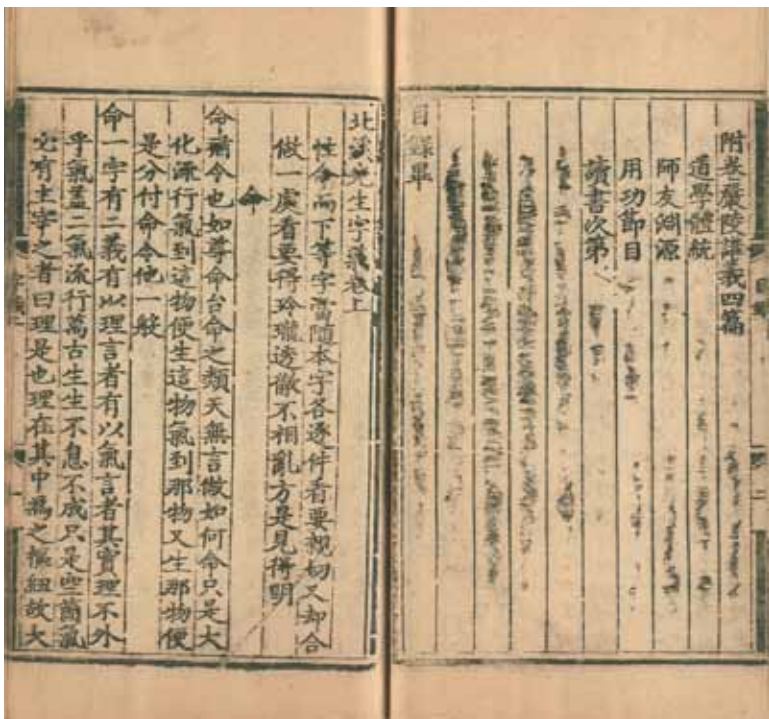 附卷嚴陵講義四篇
道學體統
師友淵源
用功節目
讀書次第
目錄畢
北溪先生字義卷上
性命而下等字當隨本字各逐件看要親切又却合
做一處看要得玲瓏透徹不相亂方是見得明
命
命猶令也如尊命台命之類天無言做如何命只是大
化流行氣到這物便生這物氣到那物又生那物便
是分付命令他一般
命一字有二義有以理言者有以氣言者其實理不外
乎氣蓋二氣流行萬古生生不息不成只是些箇氣
必有主宰之者曰理是也理在其中為之樞紐故大